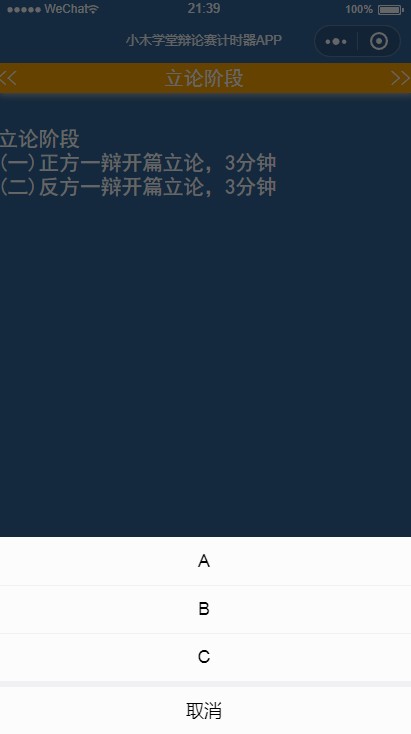 WeChat 21:39 100%
小木学堂辩论赛计时器APP
<< 立论阶段 >>
立论阶段
(一)正方一辩开篇立论，3分钟
(二)反方一辩开篇立论，3分钟
A
B
C
取消